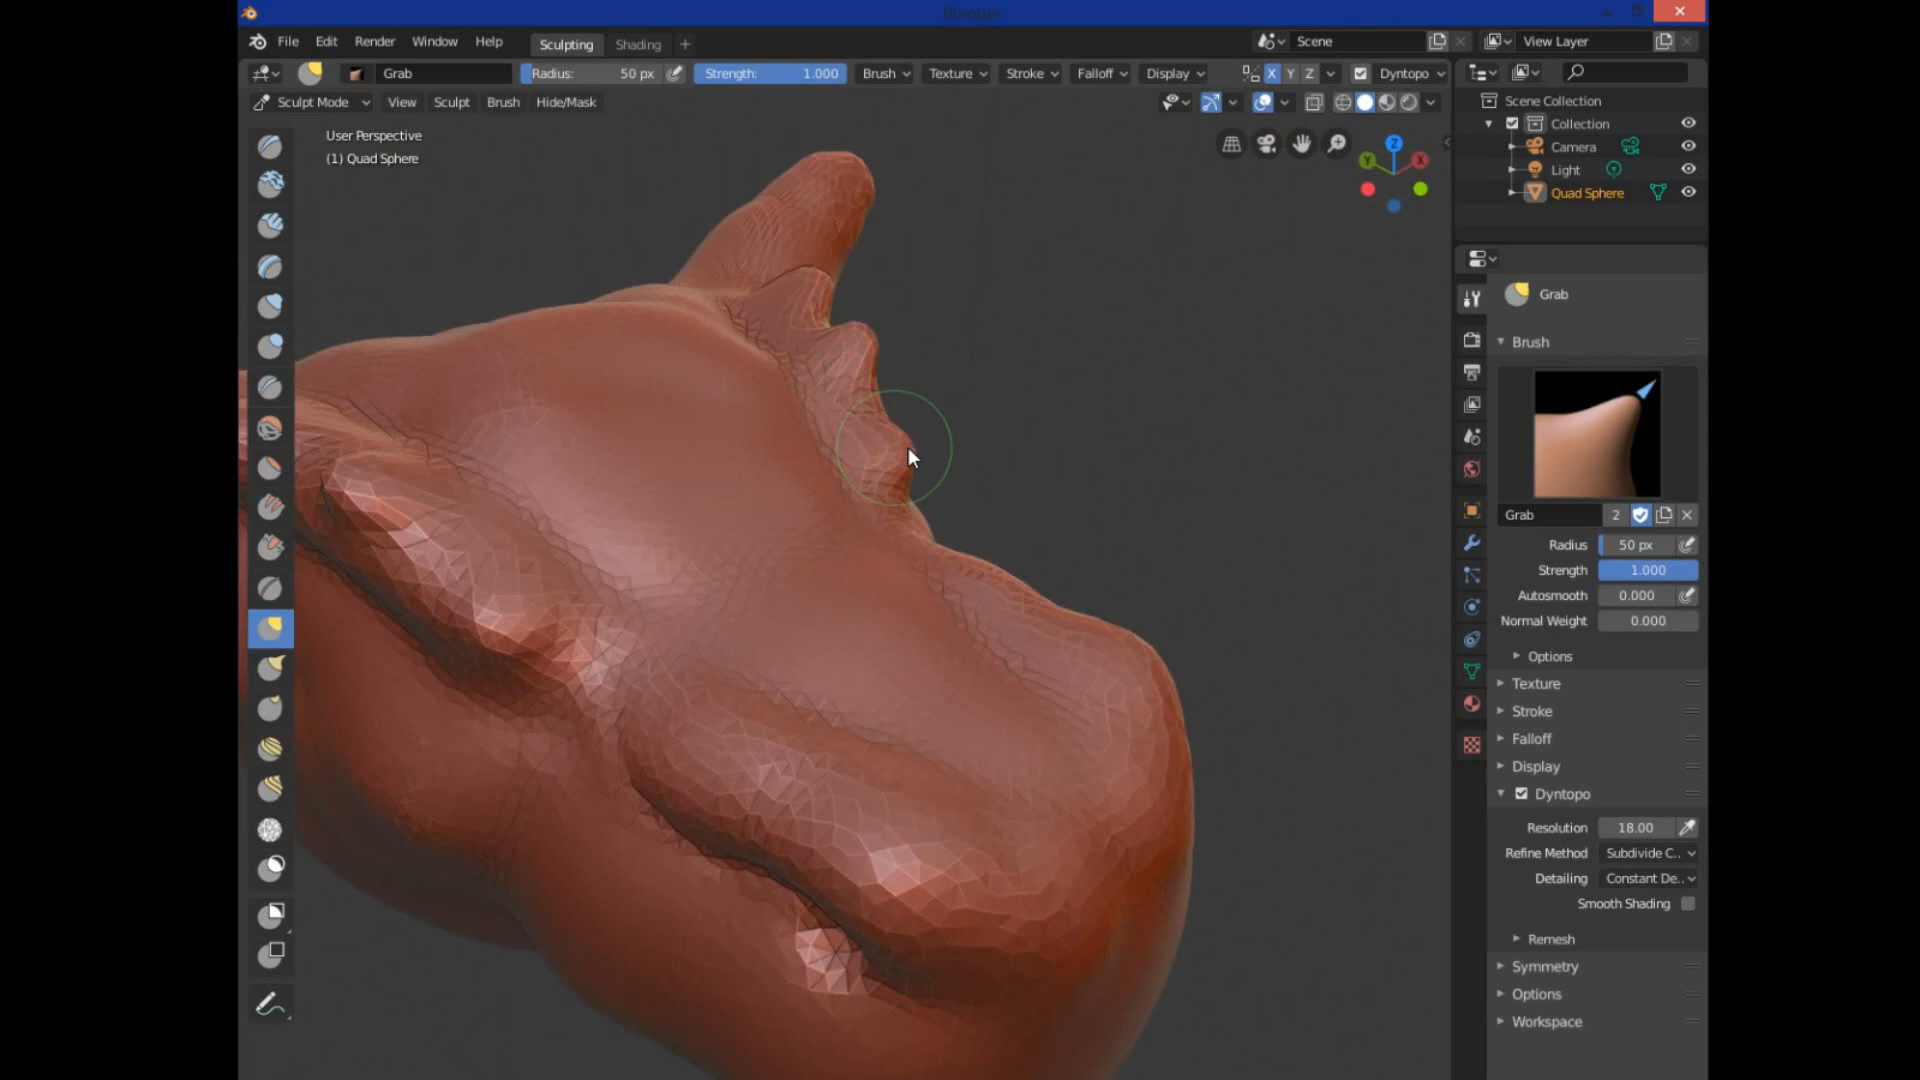 Blender
File Edit Render Window Help Sculpting Shading + Scene View Layer
Grab Radius: 50 px Strength: 1.000 Brush Texture Stroke Falloff Display X Y Z Dyntopo
Sculpt Mode View Sculpt Brush Hide/Mask
User Perspective
(1) Quad Sphere
Z
Y X
Scene Collection
Collection
Camera
Light
Quad Sphere
Grab
Brush
Grab 2
Radius 50 px
Strength 1.000
Autosmooth 0.000
Normal Weight 0.000
Options
Texture
Stroke
Falloff
Display
Dyntopo
Resolution 18.00
Refine Method Subdivide C..
Detailing Constant De..
Smooth Shading
Remesh
Symmetry
Options
Workspace